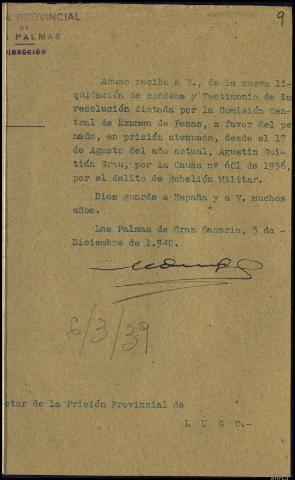 9
PROVINCIAL
DE
PALMAS
DIRECCIÓN
Acuso recibo a V., de la nueva li-
quidación de condena y Testimonio de la
resolución dictada por la Comisión Cen-
tral de Examen de Penas, a favor del pe-
nado, en prisión atenuada, desde el 17
de Agosto del año actual, Agustin Gui-
tián Grau, por la Causa nº 601 de 1936,
por el delito de Rebelión Militar.
Dios guarde a España y a V. muchos
años.
Las Palmas de Gran Canaria, 5 de -
Diciembre de 1.940.
6/3/39
ctor de la Prisión Provincial de
L U G O.-